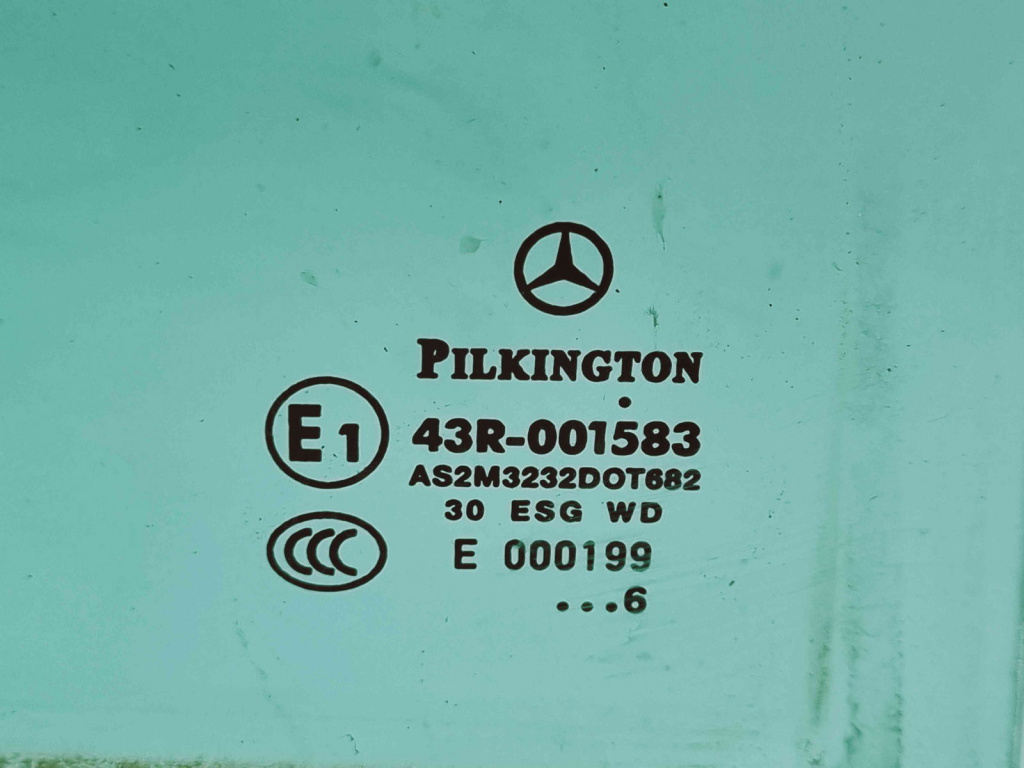 PILKINGTON
E1 43R-001583
AS2M3232DOT682
30 ESG WD
CCC E 000199
...6